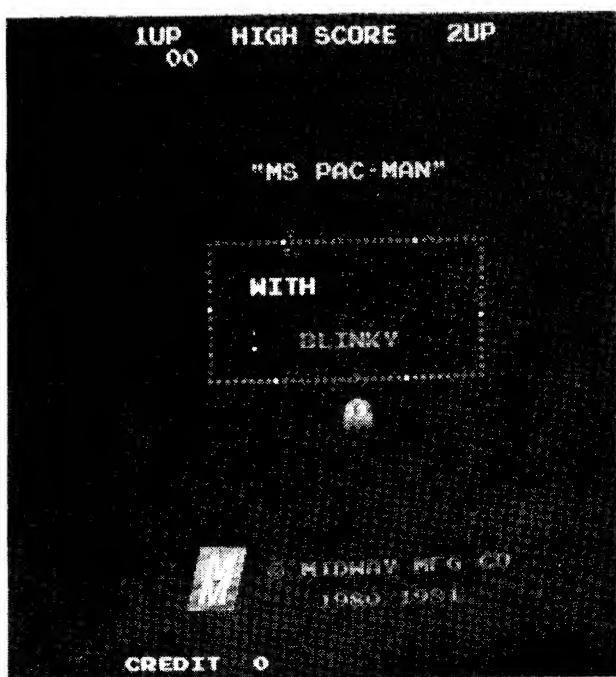 1UP HIGH SCORE 2UP
00
"MS PAC-MAN"
WITH
BLINKY
M
M
© MIDWAY MFG CO
1980 1981
CREDIT 0